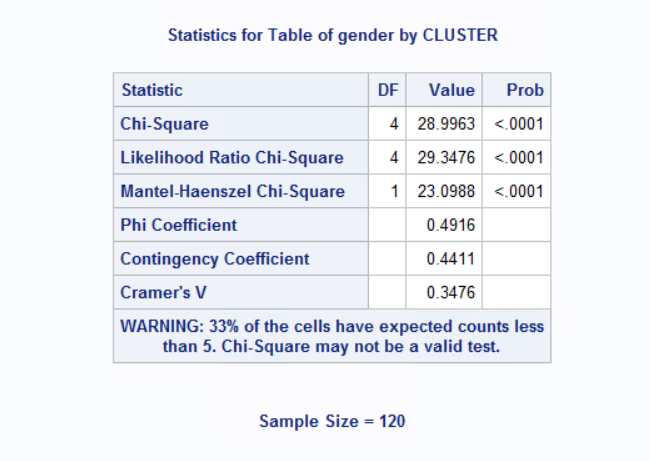 Statistics for Table of gender by CLUSTER
Statistic DF Value Prob
Chi-Square 4 28.9963 <.0001
Likelihood Ratio Chi-Square 4 29.3476 <.0001
Mantel-Haenszel Chi-Square 1 23.0988 <.0001
Phi Coefficient 0.4916
Contingency Coefficient 0.4411
Cramer's V 0.3476
WARNING: 33% of the cells have expected counts less
than 5. Chi-Square may not be a valid test.
Sample Size = 120